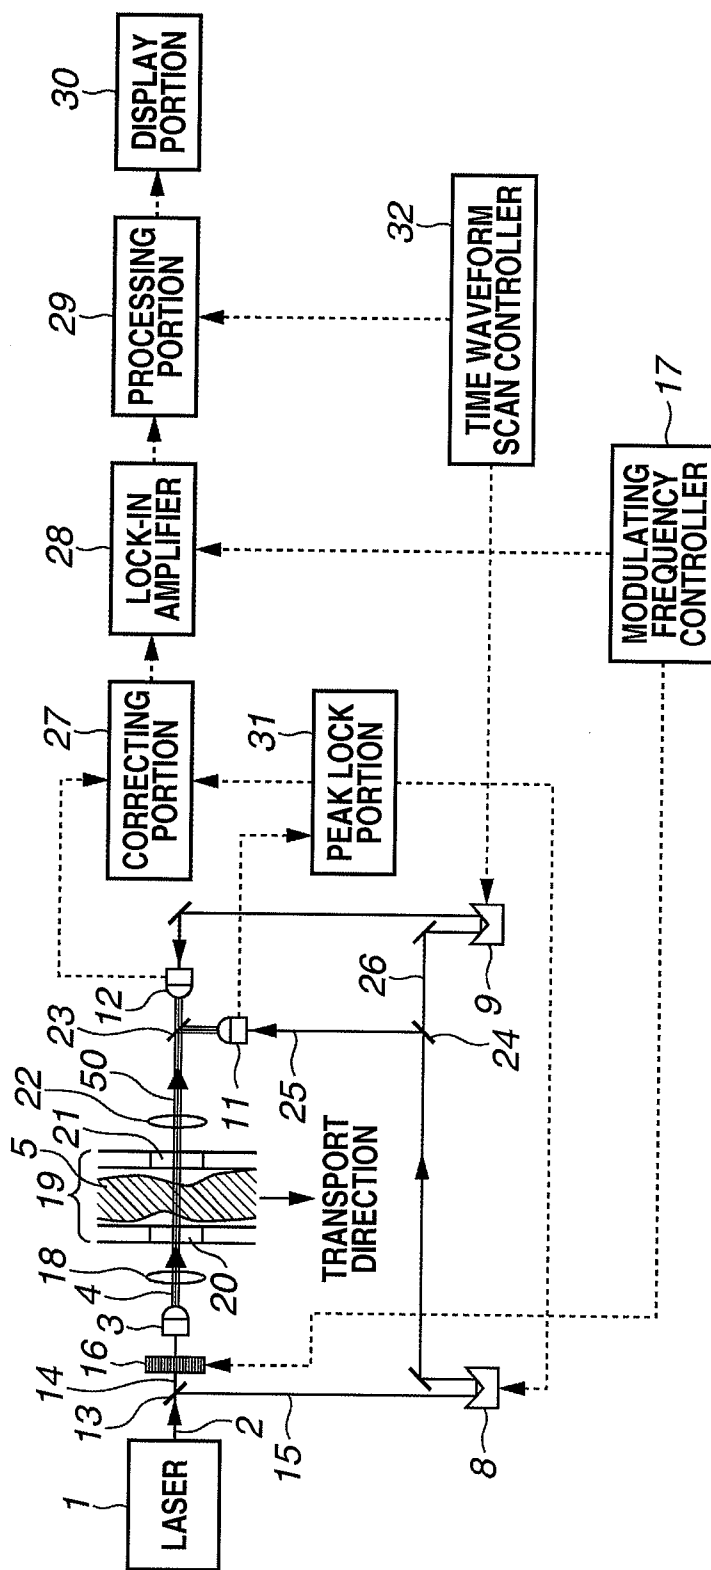 1
LASER
2
13
14
15
16
3
4
18
20
19
5
21
22
50
23
12
11
TRANSPORT
DIRECTION
25
26
24
8
9
27
CORRECTING
PORTION
31
PEAK LOCK
PORTION
28
LOCK-IN
AMPLIFIER
29
PROCESSING
PORTION
30
DISPLAY
PORTION
32
TIME WAVEFORM
SCAN CONTROLLER
17
MODULATING
FREQUENCY
CONTROLLER